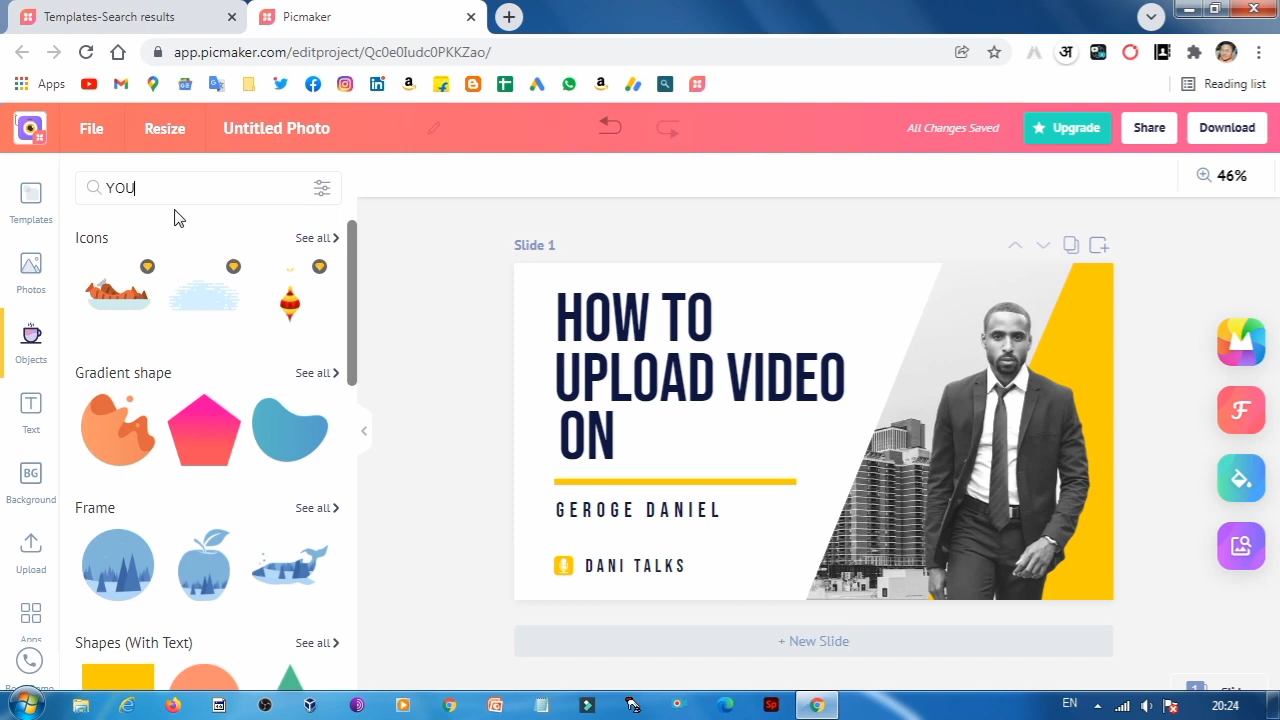 Templates-Search results
Picmaker
app.picmaker.com/editproject/Qc0e0Iudc0PKKZao/
Apps
Reading list
File
Resize
Untitled Photo
All Changes Saved
Upgrade
Share
Download
YOU
46%
Templates
Photos
Objects
Text
BG
Background
Upload
Apps
Icons
See all
Gradient shape
See all
Frame
See all
Shapes (With Text)
See all
Slide 1
HOW TO
UPLOAD VIDEO
ON
GEROGE DANIEL
DANI TALKS
+ New Slide
EN
20:24